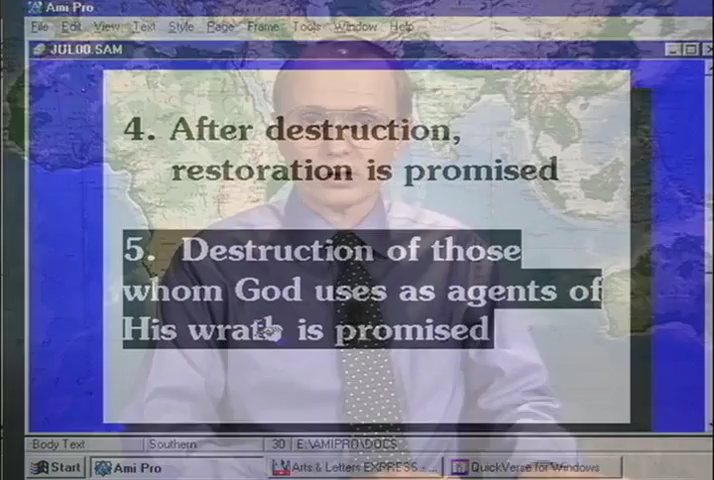 Ami Pro
File Edit View Text Style Page Frame Tools Window Help
JUL00.SAM
4. After destruction,
restoration is promised
5. Destruction of those
whom God uses as agents of
His wrath is promised
Body Text Southern 30 E:\AMIPRO\DOCS
Start Ami Pro Arts & Letters EXPRESS - ... QuickVerse for Windows